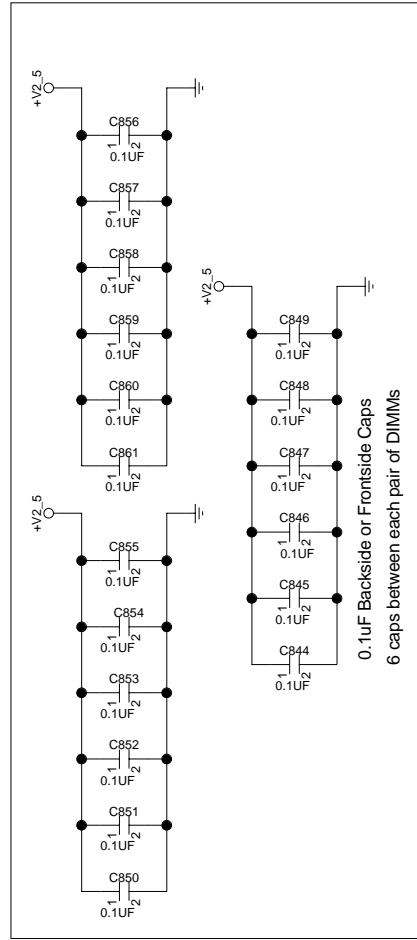 +V2_5
C856
1 2
0.1UF
C857
1 2
0.1UF
C858
1 2
0.1UF
C859
1 2
0.1UF
C860
1 2
0.1UF
C861
1 2
0.1UF
+V2_5
C855
1 2
0.1UF
C854
1 2
0.1UF
C853
1 2
0.1UF
C852
1 2
0.1UF
C851
1 2
0.1UF
C850
1 2
0.1UF
+V2_5
C849
1 2
0.1UF
C848
1 2
0.1UF
C847
1 2
0.1UF
C846
1 2
0.1UF
C845
1 2
0.1UF
C844
1 2
0.1UF
0.1uF Backside or Frontside Caps
6 caps between each pair of DIMMs